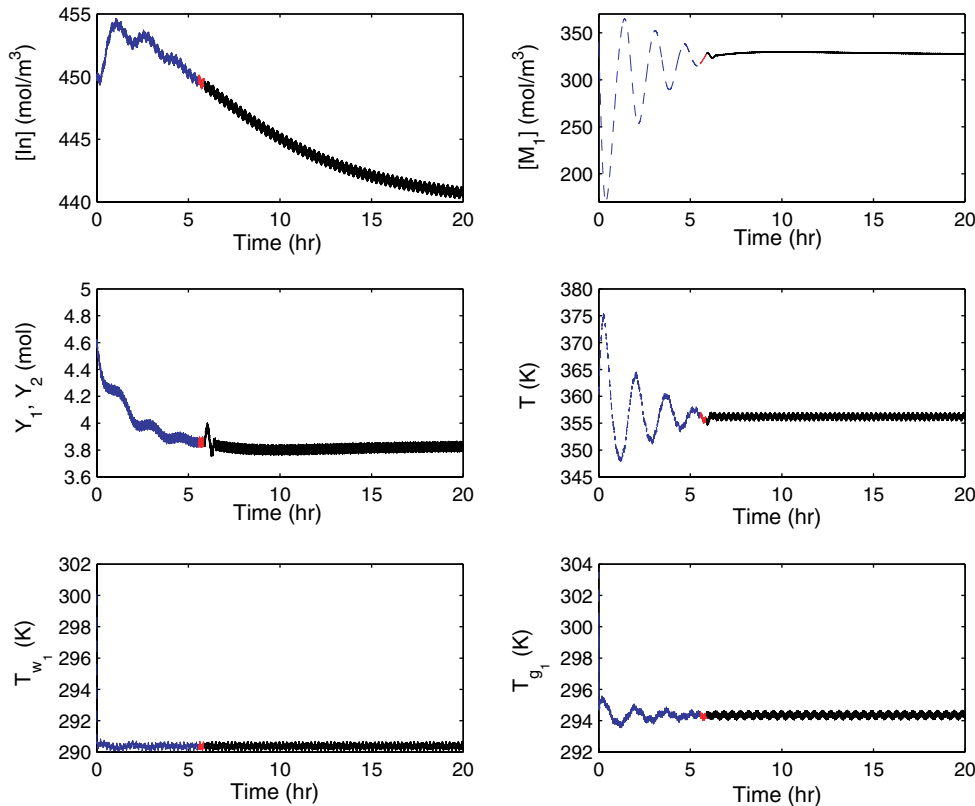 455
450
445
440
[In] (mol/m³)
0 5 10 15 20
Time (hr)
350
300
250
200
[M₁] (mol/m³)
0 5 10 15 20
Time (hr)
5
4.8
4.6
4.4
4.2
4
3.8
3.6
Y₁, Y₂ (mol)
0 5 10 15 20
Time (hr)
380
375
370
365
360
355
350
345
T (K)
0 5 10 15 20
Time (hr)
302
300
298
296
294
292
290
T_w₁ (K)
0 5 10 15 20
Time (hr)
304
302
300
298
296
294
292
T_g₁ (K)
0 5 10 15 20
Time (hr)